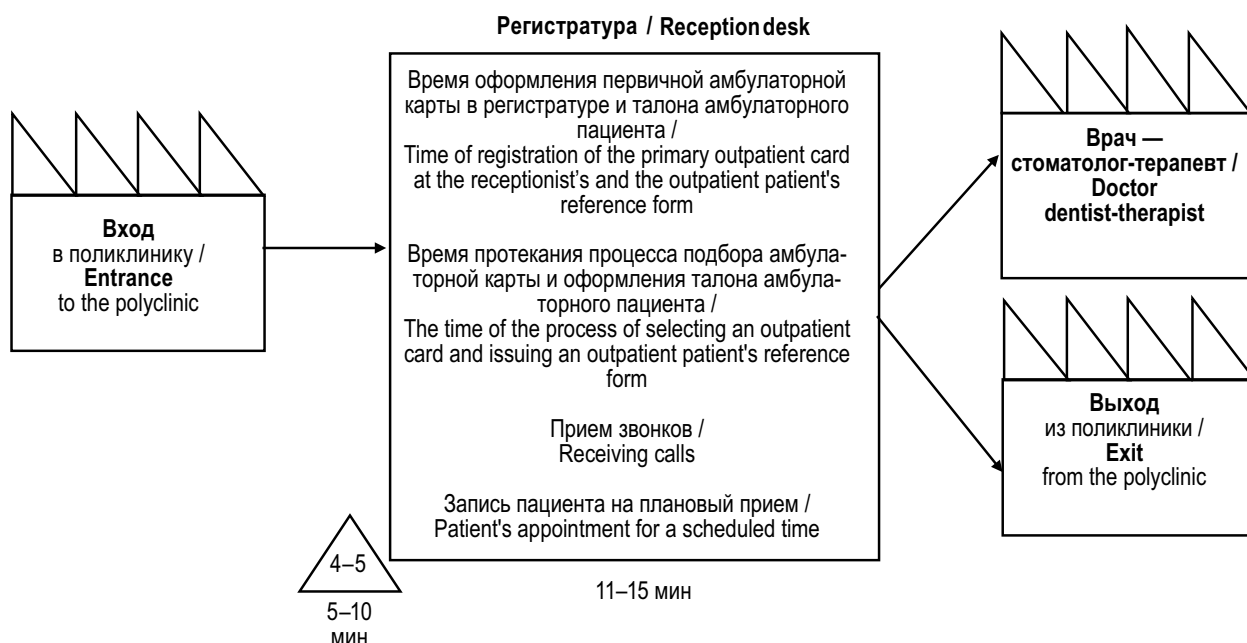 Регистратура / Reception desk
Время оформления первичной амбулаторной
карты в регистратуре и талона амбулаторного
пациента /
Time of registration of the primary outpatient card
at the receptionist’s and the outpatient patient's
reference form
Время протекания процесса подбора амбула-
торной карты и оформления талона амбула-
торного пациента /
The time of the process of selecting an outpatient
card and issuing an outpatient patient's reference
form
Прием звонков /
Receiving calls
Запись пациента на плановый прием /
Patient's appointment for a scheduled time
Вход
в поликлинику /
Entrance
to the polyclinic
Врач —
стоматолог-терапевт /
Doctor
dentist-therapist
Выход
из поликлиники /
Exit
from the polyclinic
4–5
5–10
мин
11–15 мин